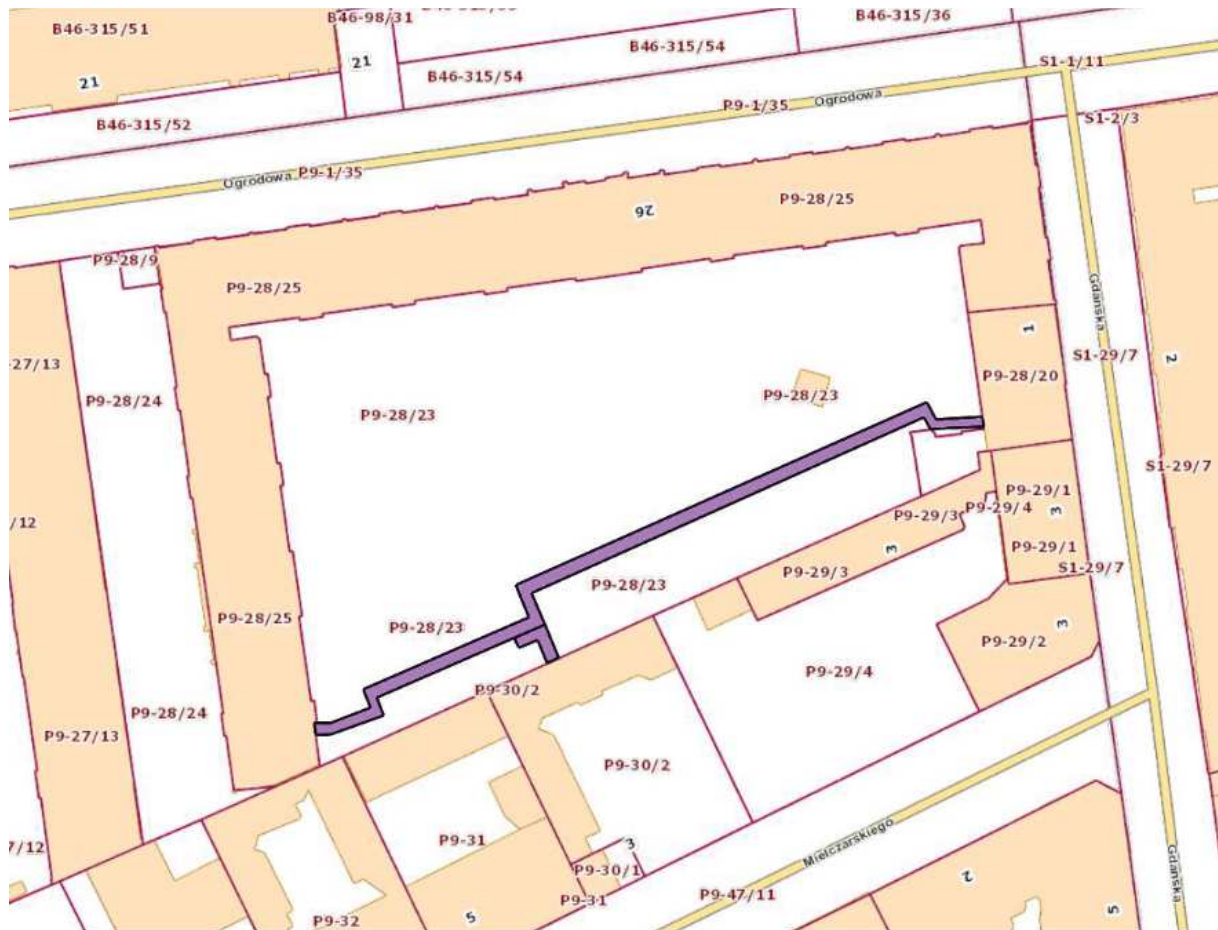 B46-315/51
B46-98/31
B46-315/36
B46-315/54
21
21
B46-315/54
S1-1/11
B46-315/52
P9-1/35
Ogrodowa
S1-2/3
Ogrodowa
P9-1/35
26
P9-28/25
P9-28/9
P9-28/25
Gdańska
1
-27/13
S1-29/7
2
P9-28/20
P9-28/24
P9-28/23
P9-28/23
S1-29/7
P9-29/1
P9-29/3
P9-29/4
3
/12
3
P9-29/1
S1-29/7
P9-29/3
P9-28/23
P9-28/25
P9-28/23
3
P9-29/2
P9-29/4
P9-30/2
P9-28/24
P9-27/13
P9-30/2
Mielczarskiego
P9-31
3
7/12
P9-30/1
Gdańska
P9-31
P9-47/11
2
P9-32
5
5